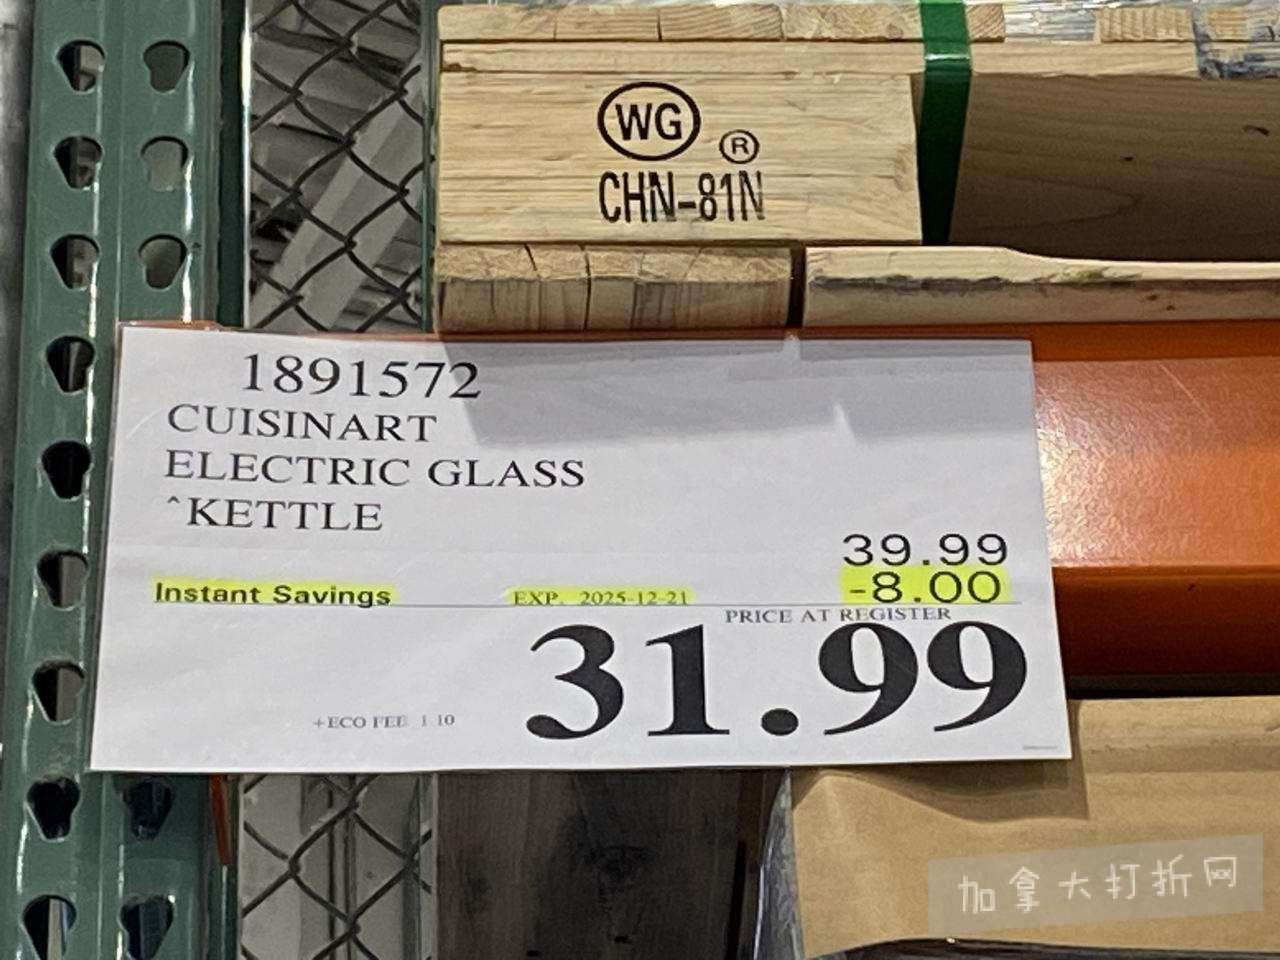 WG
®
CHN-81N
1891572
CUISINART
ELECTRIC GLASS
^KETTLE
39.99
Instant Savings EXP. 2025-12-21 -8.00
PRICE AT REGISTER
31.99
+ECO FEE 1.10
加拿大打折网